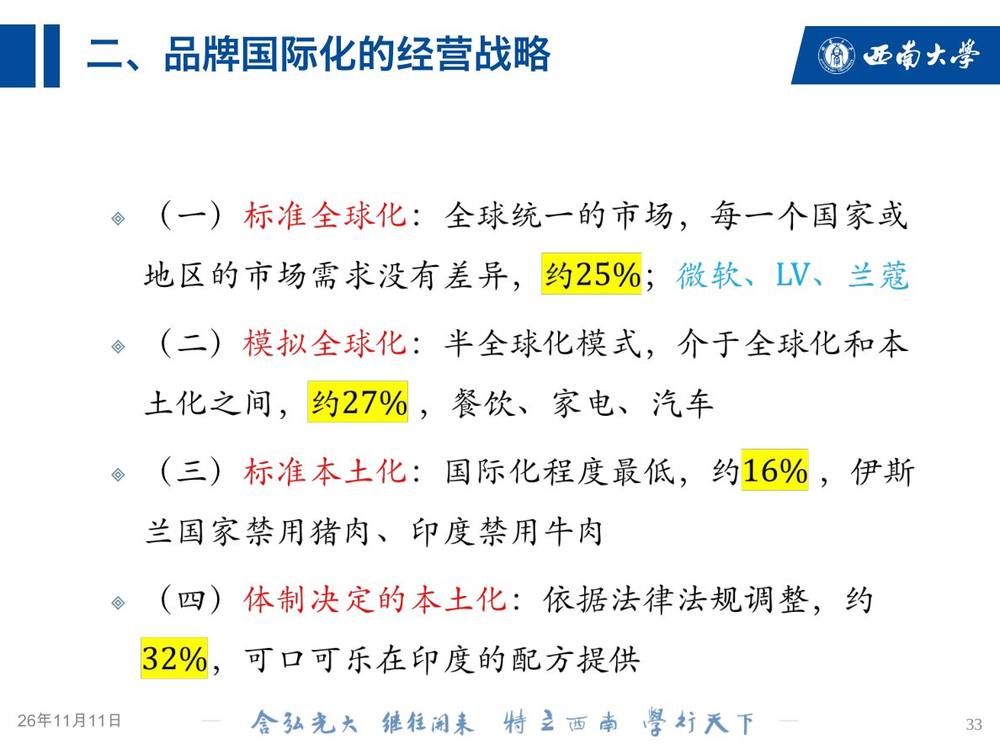 二、品牌国际化的经营战略
西南大学
（一）标准全球化：全球统一的市场，每一个国家或
地区的市场需求没有差异，约25%；微软、LV、兰蔻
（二）模拟全球化：半全球化模式，介于全球化和本
土化之间，约27% ，餐饮、家电、汽车
（三）标准本土化：国际化程度最低，约16% ，伊斯
兰国家禁用猪肉、印度禁用牛肉
（四）体制决定的本土化：依据法律法规调整，约
32%，可口可乐在印度的配方提供
26年11月11日
含弘光大 继往开来 特立西南 學行天下
33